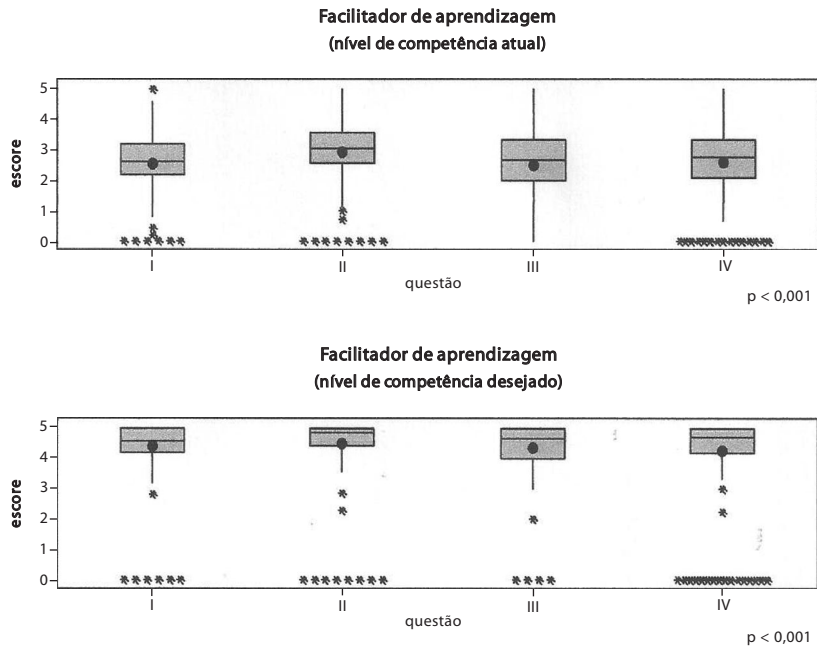 Facilitador de aprendizagem
(nível de competência atual)
5
4
3
2
1
0
escore
I II III IV
questão
p < 0,001
Facilitador de aprendizagem
(nível de competência desejado)
5
4
3
2
1
0
escore
I II III IV
questão
p < 0,001